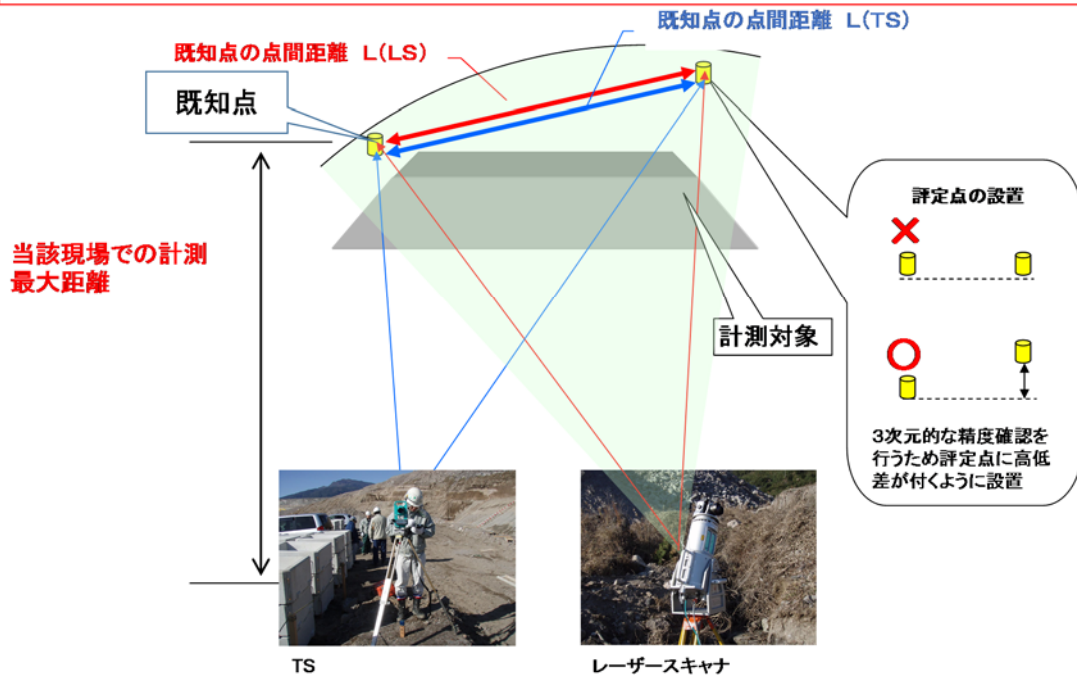 既知点の点間距離 L(TS)
既知点の点間距離 L(LS)
既知点
当該現場での計測
最大距離
計測対象
評定点の設置
3次元的な精度確認を
行うため評定点に高低
差が付くように設置
TS
レーザースキャナ